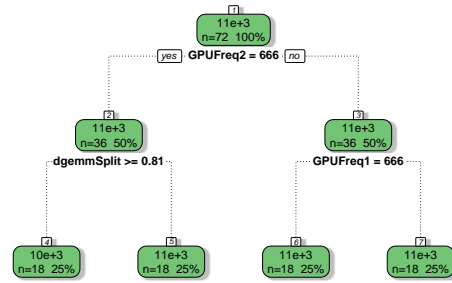 1
11e+3
n=72 100%
yes GPUFreq2 = 666 no
2
11e+3
n=36 50%
dgemmSplit >= 0.81
3
11e+3
n=36 50%
GPUFreq1 = 666
4
10e+3
n=18 25%
5
11e+3
n=18 25%
6
11e+3
n=18 25%
7
11e+3
n=18 25%